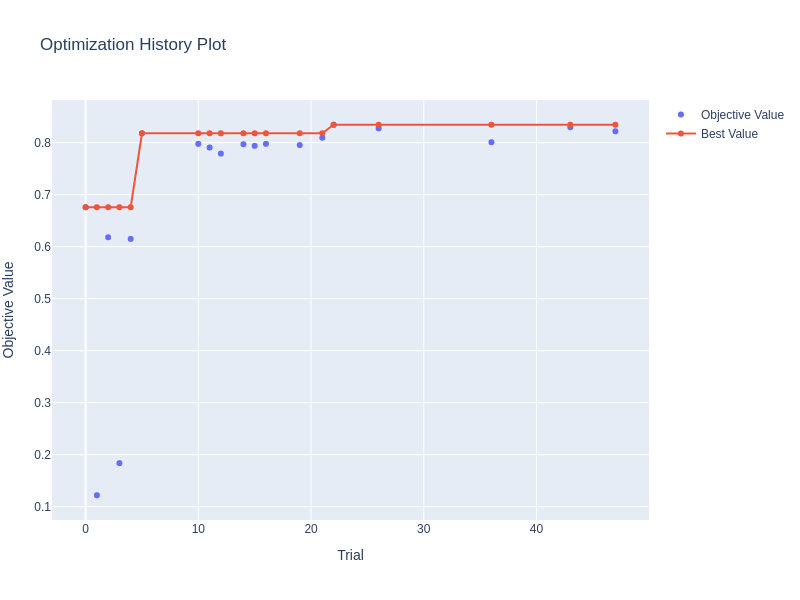 Optimization History Plot
Objective Value
Best Value
0.8
0.7
0.6
0.5
0.4
0.3
0.2
0.1
Objective Value
0
10
20
30
40
Trial